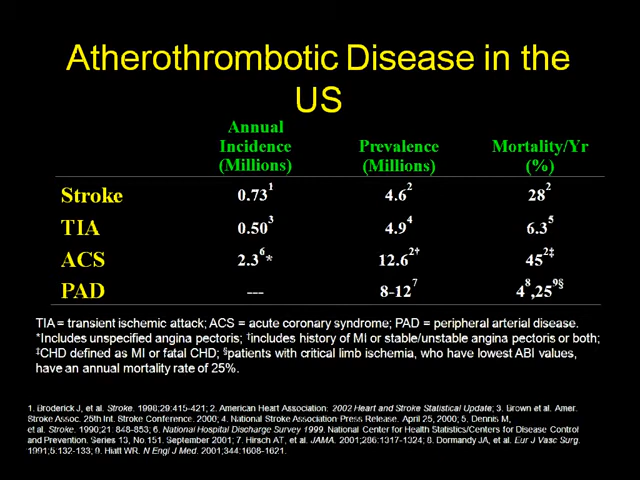 Atherothrombotic Disease in the
US
Annual Incidence (Millions) Prevalence (Millions) Mortality/Yr (%)
Stroke 0.73¹ 4.6² 28²
TIA 0.50³ 4.9⁴ 6.3⁵
ACS 2.3⁶* 12.6²† 45²‡
PAD --- 8-12⁷ 4⁸,25⁹§
TIA = transient ischemic attack; ACS = acute coronary syndrome; PAD = peripheral arterial disease.
*Includes unspecified angina pectoris; †includes history of MI or stable/unstable angina pectoris or both;
‡CHD defined as MI or fatal CHD; §patients with critical limb ischemia, who have lowest ABI values,
have an annual mortality rate of 25%.
1. Broderick J, et al. Stroke. 1998;29:415-421; 2. American Heart Association. 2002 Heart and Stroke Statistical Update; 3. Brown et al. Amer.
Stroke Assoc. 25th Int. Stroke Conference. 2000; 4. National Stroke Association Press Release. April 25, 2000; 5. Dennis M,
et al. Stroke. 1990;21: 848-853; 6. National Hospital Discharge Survey 1999. National Center for Health Statistics/Centers for Disease Control
and Prevention. Series 13, No.151. September 2001; 7. Hirsch AT, et al. JAMA. 2001;286:1317-1324; 8. Dormandy JA, et al. Eur J Vasc Surg.
1991;5:132-133; 9. Hiatt WR. N Engl J Med. 2001;344:1608-1621.